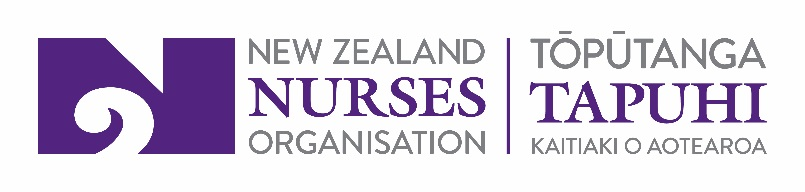 NEW ZEALAND
NURSES
ORGANISATION
TŌPŪTANGA
TAPUHI
KAITIAKI O AOTEAROA